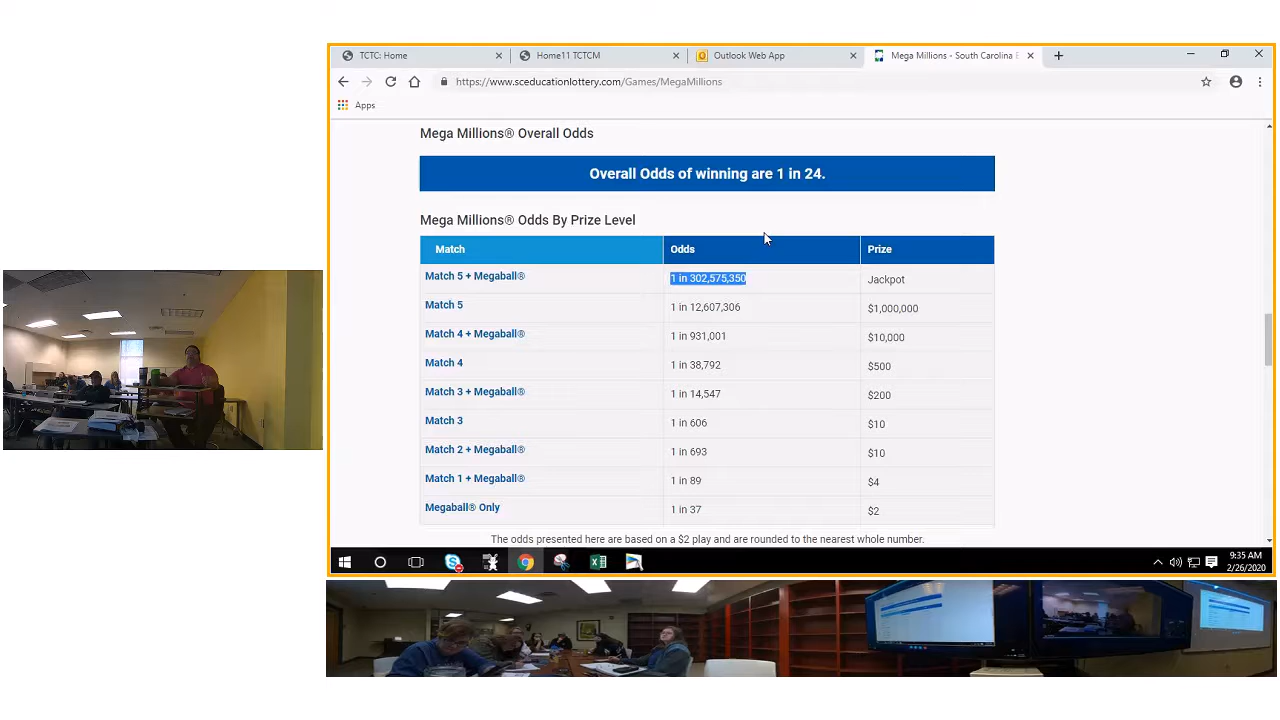 TCTC: Home
Home11 TCTCM
Outlook Web App
Mega Millions - South Carolina E
https://www.sceducationlottery.com/Games/MegaMillions
Apps
Mega Millions® Overall Odds
Overall Odds of winning are 1 in 24.
Mega Millions® Odds By Prize Level
Match Odds Prize
Match 5 + Megaball® 1 in 302,575,350 Jackpot
Match 5 1 in 12,607,306 $1,000,000
Match 4 + Megaball® 1 in 931,001 $10,000
Match 4 1 in 38,792 $500
Match 3 + Megaball® 1 in 14,547 $200
Match 3 1 in 606 $10
Match 2 + Megaball® 1 in 693 $10
Match 1 + Megaball® 1 in 89 $4
Megaball® Only 1 in 37 $2
The odds presented here are based on a $2 play and are rounded to the nearest whole number.
9:35 AM
2/26/2020